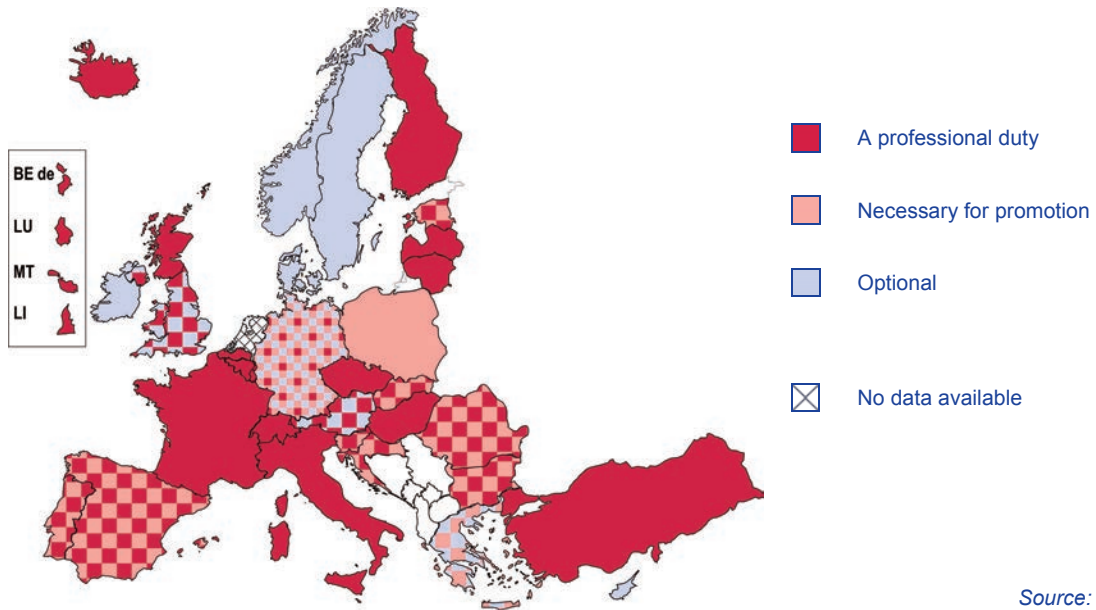 BE de
LU
MT
LI
A professional duty
Necessary for promotion
Optional
No data available
Source: